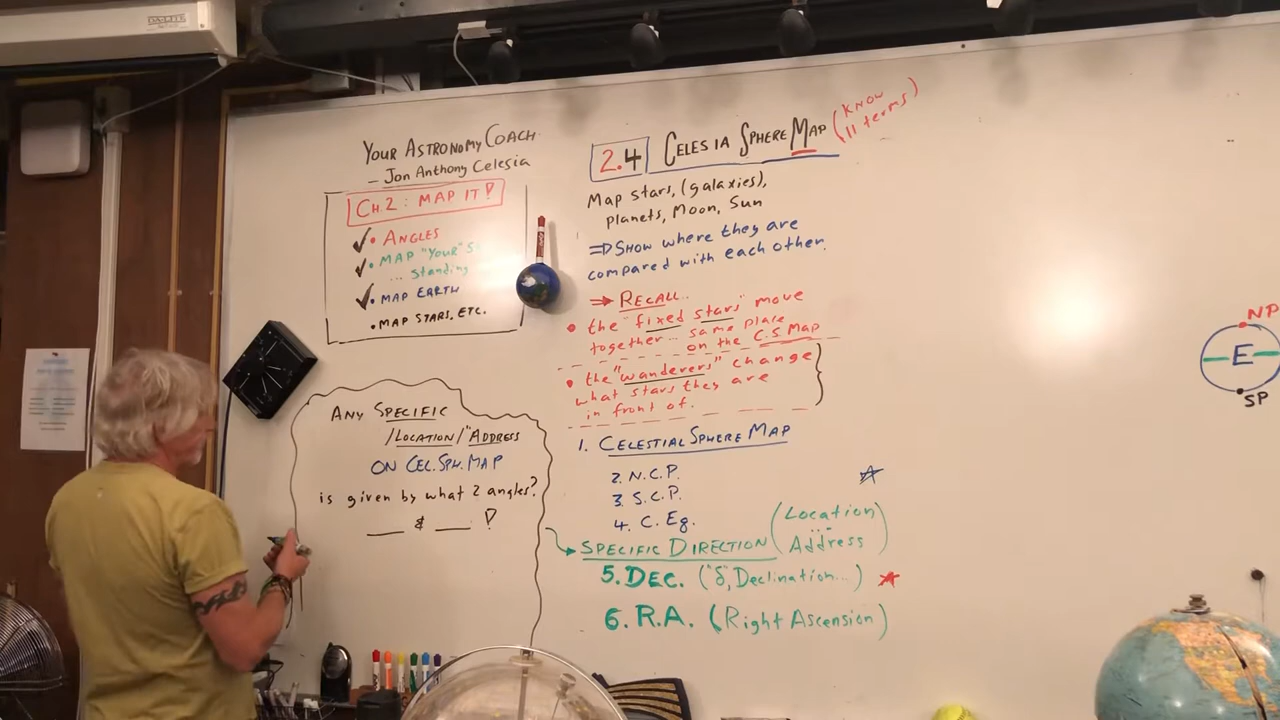 DA-LITE
YOUR ASTRONOMY COACH
— Jon Anthony Celesia
CH.2: MAP IT!
✓• ANGLES
✓• MAP "YOUR" S
... Standing
✓• MAP EARTH
• MAP STARS, ETC.
ANY SPECIFIC
/LOCATION/"ADDRESS
ON CEL. SPH. MAP
is given by what 2 angles?
___ & ___ ?
2.4 CELESIA SPHERE MAP (KNOW
11 terms)
Map stars, (galaxies),
planets, Moon, Sun
⇒ SHOW where they are
compared with each other.
⇒ RECALL...
• the "fixed stars" move
together... same place
on the C.S. MAP
• the "wanderers" change
what stars they are
in front of.
1. CELESTIAL SPHERE MAP
2. N.C.P.
3. S.C.P.
4. C. Eq.
SPECIFIC DIRECTION (Location
... Address)
5. DEC. ("δ", Declination...)
6. R.A. (Right Ascension)
NP
E
SP